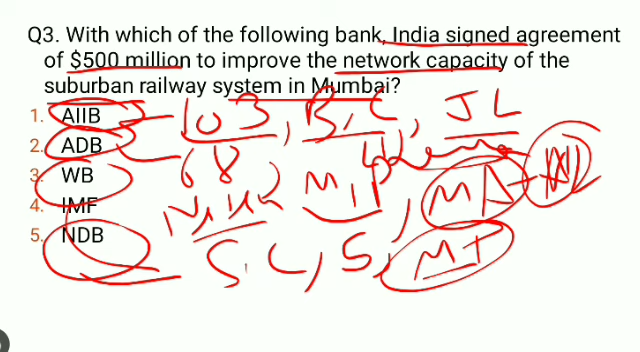 Q3. With which of the following bank, India signed agreement
of $500 million to improve the network capacity of the
suburban railway system in Mumbai?
1. AIIB
2. ADB
3. WB
4. IMF
5. NDB
103, B.C, JL
68